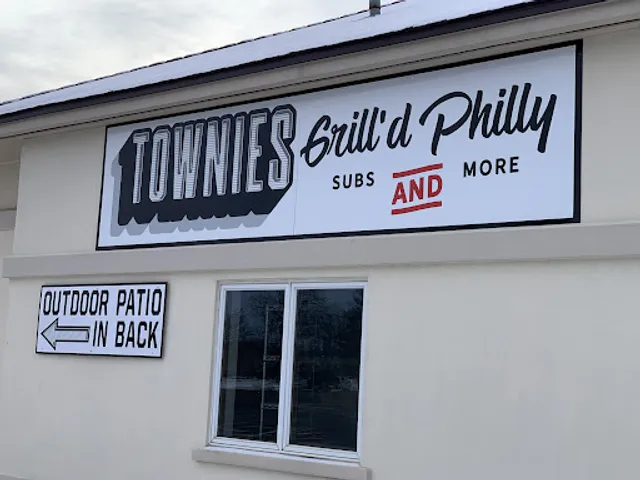 TOWNIES Grill'd Philly
SUBS AND MORE
OUTDOOR PATIO
IN BACK